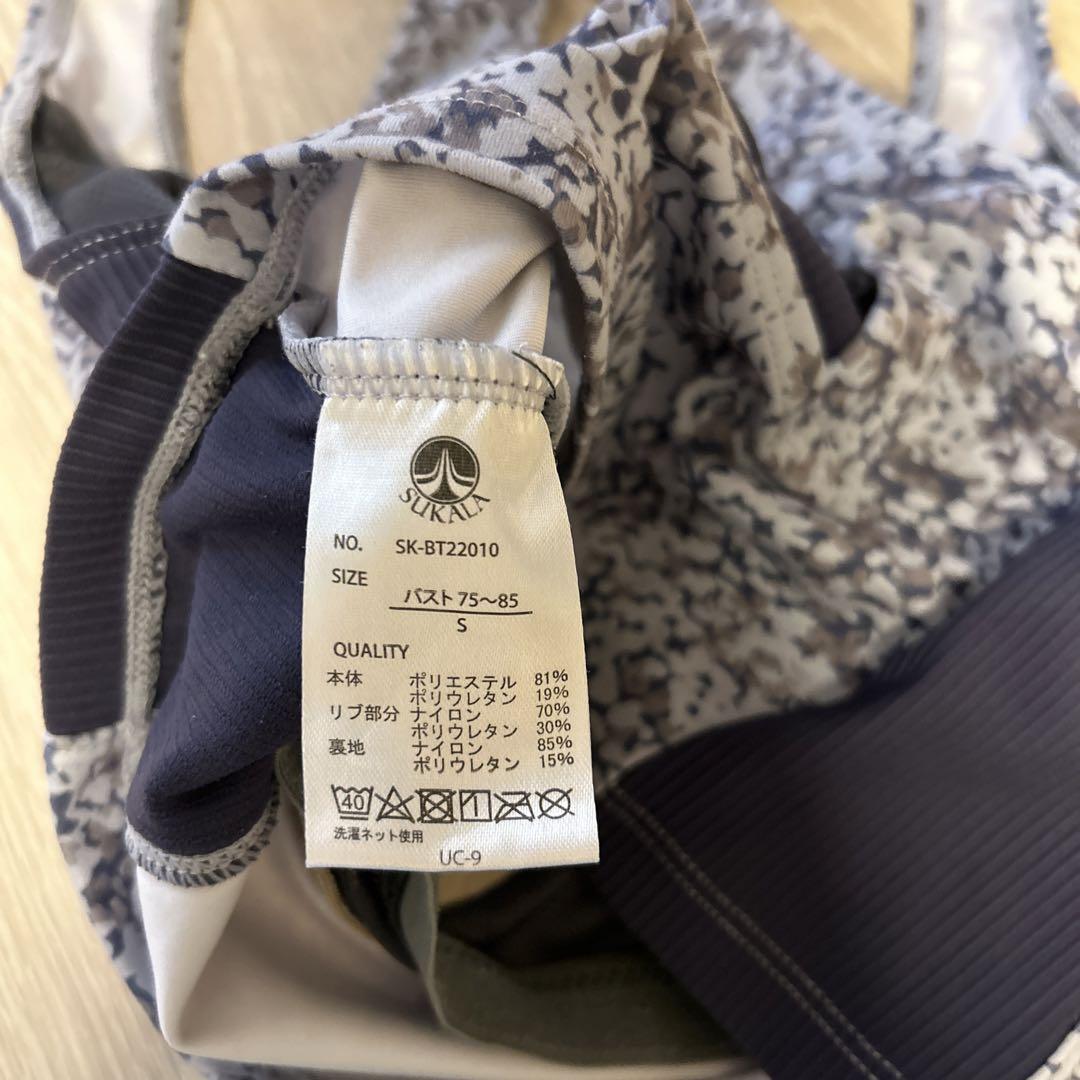 SUKALA
NO. SK-BT22010
SIZE バスト 75～85
S
QUALITY
本体 ポリエステル 81%
ポリウレタン 19%
リブ部分 ナイロン 70%
ポリウレタン 30%
裏地 ナイロン 85%
ポリウレタン 15%
40 1
洗濯ネット使用
UC-9